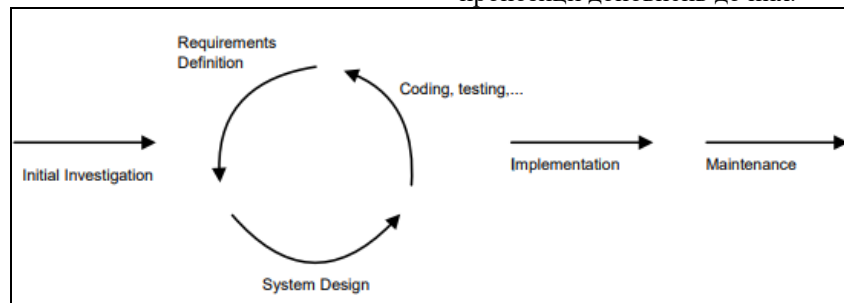 Requirements
Definition
Coding, testing,...
Initial Investigation
Implementation
Maintenance
System Design